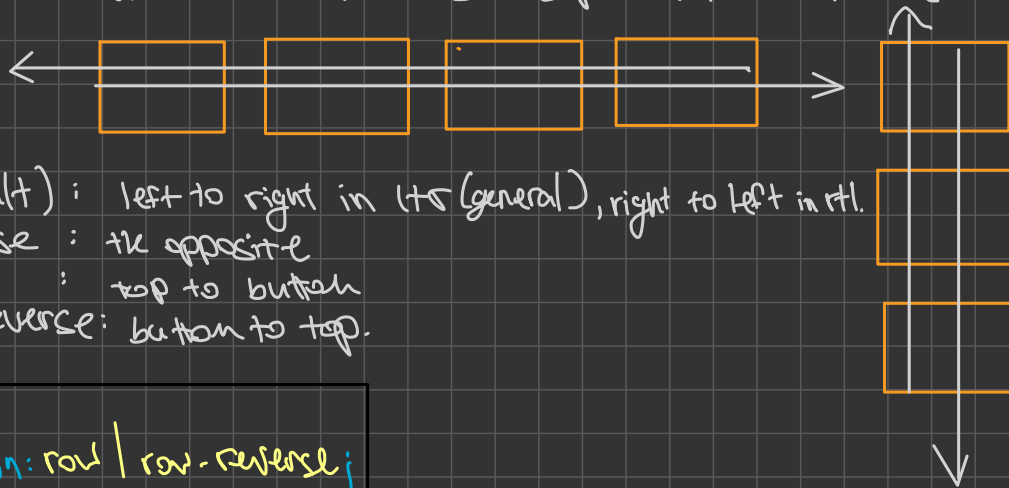 lt) : left to right in ltr (general), right to left in rtl.
se : the opposite
: top to button
everse: button to top.
n: row | row-reverse;